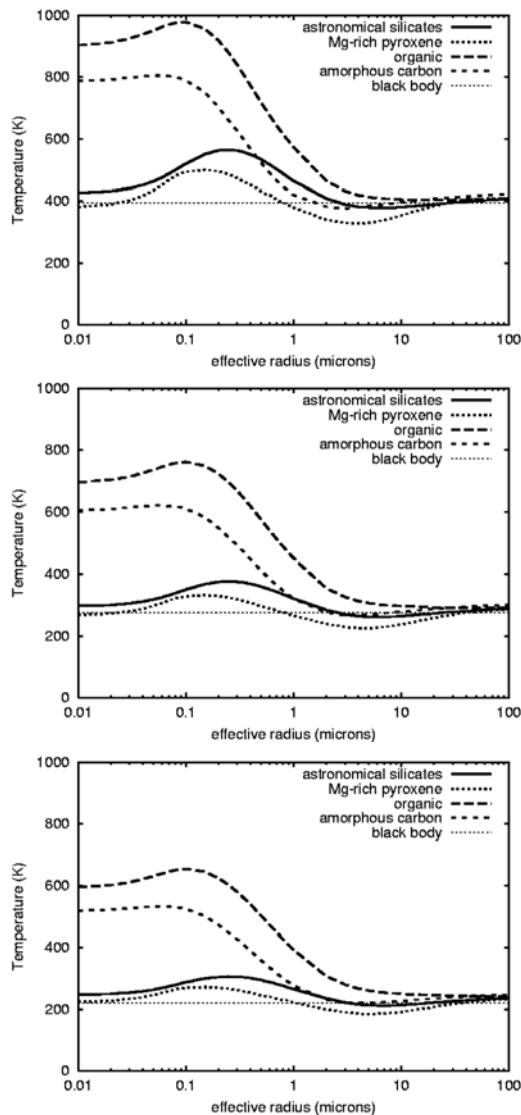 1000
800
600
400
200
0
Temperature (K)
astronomical silicates
Mg-rich pyroxene
organic
amorphous carbon
black body
0.01 0.1 1 10 100
effective radius (microns)
1000
800
600
400
200
0
Temperature (K)
astronomical silicates
Mg-rich pyroxene
organic
amorphous carbon
black body
0.01 0.1 1 10 100
effective radius (microns)
1000
800
600
400
200
0
Temperature (K)
astronomical silicates
Mg-rich pyroxene
organic
amorphous carbon
black body
0.01 0.1 1 10 100
effective radius (microns)